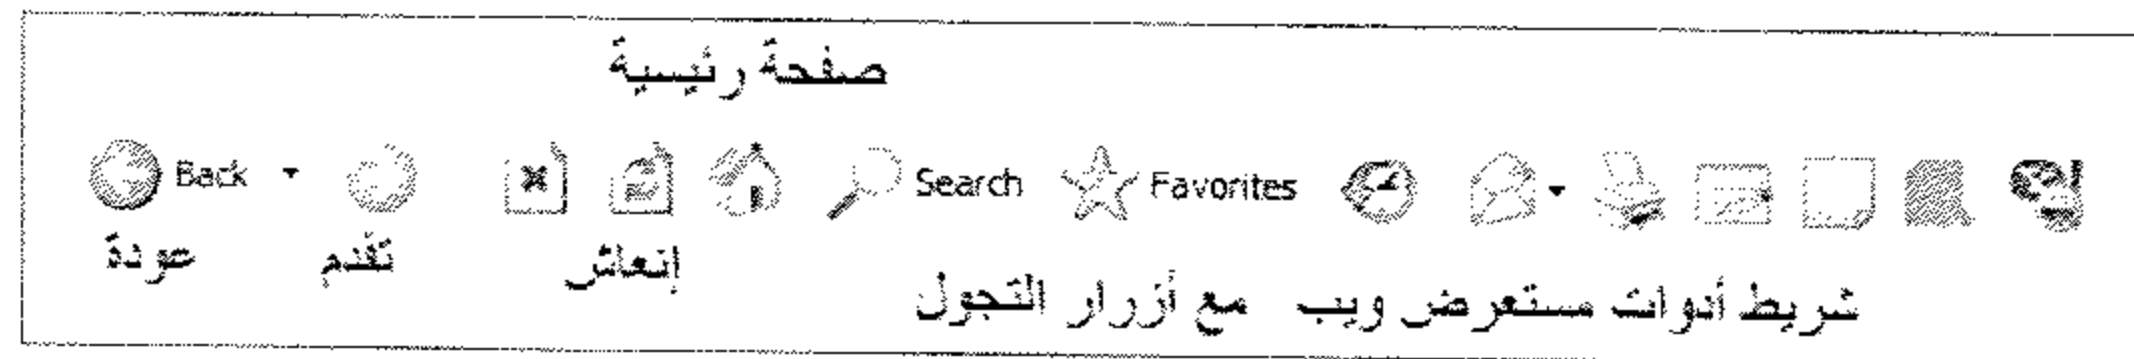 صفحة رئيسية
Back Search Favorites
عودة تقدم إنعاش
شريط أدوات مستعرض ويب مع أزرار التجول